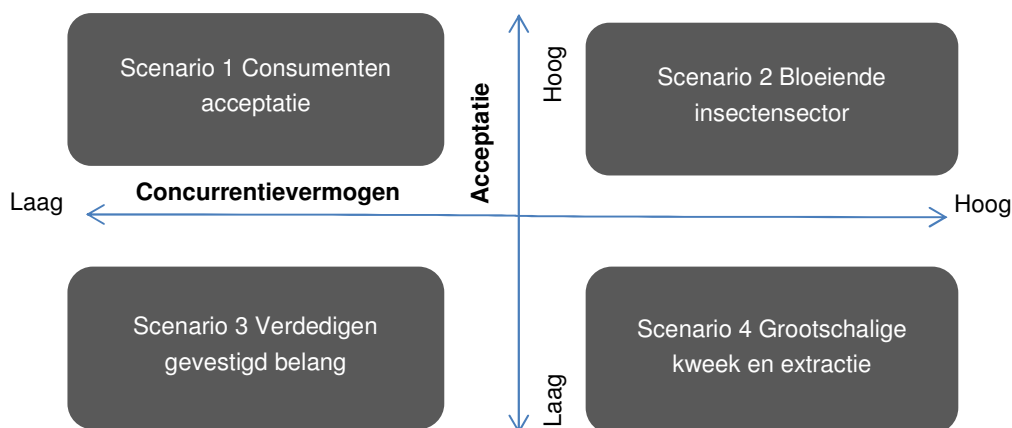 Scenario 1 Consumenten
acceptatie
Hoog
Scenario 2 Bloeiende
insectensector
Acceptatie
Laag
Concurrentievermogen
Hoog
Scenario 3 Verdedigen
gevestigd belang
Laag
Scenario 4 Grootschalige
kweek en extractie